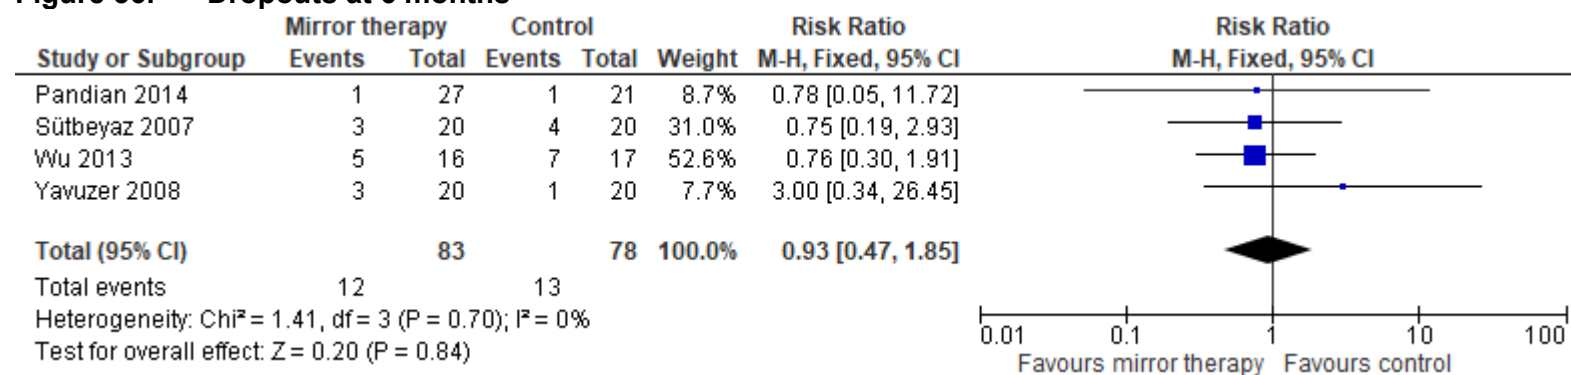 Mirror therapy Control Risk Ratio Risk Ratio
Study or Subgroup Events Total Events Total Weight M-H, Fixed, 95% CI M-H, Fixed, 95% CI
Pandian 2014 1 27 1 21 8.7% 0.78 [0.05, 11.72]
Sütbeyaz 2007 3 20 4 20 31.0% 0.75 [0.19, 2.93]
Wu 2013 5 16 7 17 52.6% 0.76 [0.30, 1.91]
Yavuzer 2008 3 20 1 20 7.7% 3.00 [0.34, 26.45]
Total (95% CI) 83 78 100.0% 0.93 [0.47, 1.85]
Total events 12 13
Heterogeneity: Chi² = 1.41, df = 3 (P = 0.70); I² = 0%
Test for overall effect: Z = 0.20 (P = 0.84)
0.01 0.1 1 10 100
Favours mirror therapy Favours control